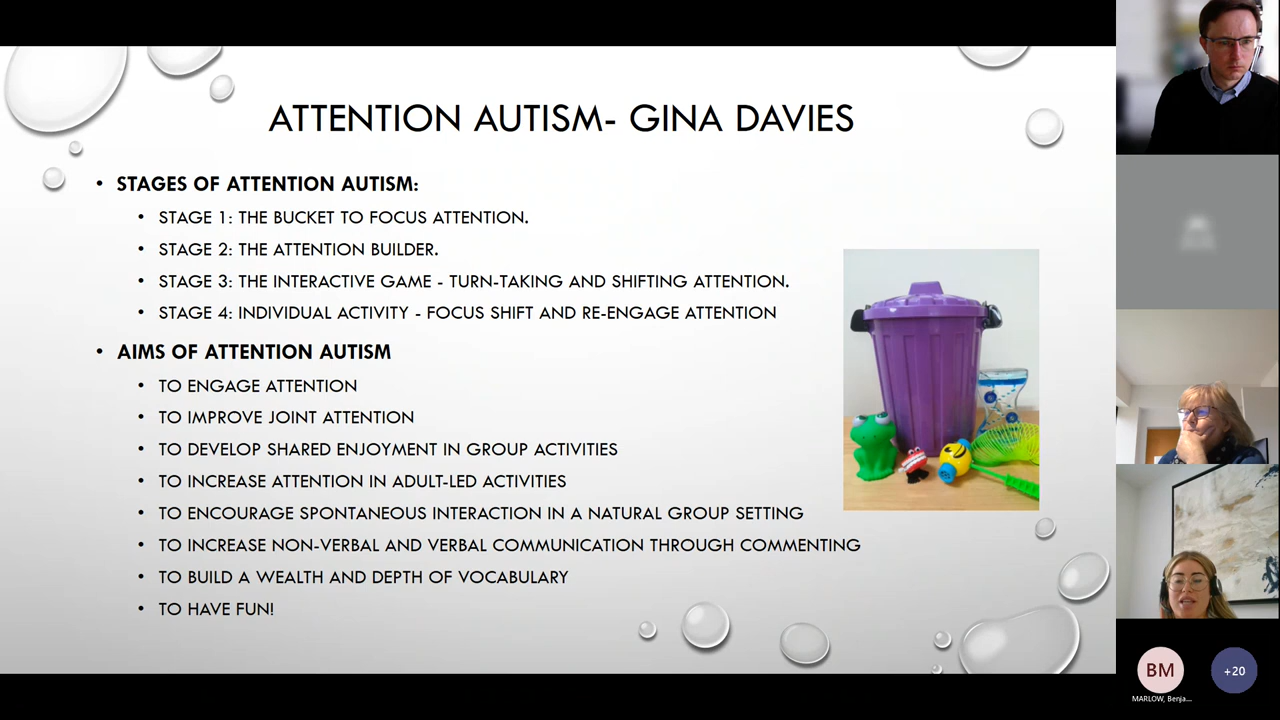 ATTENTION AUTISM- GINA DAVIES
• STAGES OF ATTENTION AUTISM:
• STAGE 1: THE BUCKET TO FOCUS ATTENTION.
• STAGE 2: THE ATTENTION BUILDER.
• STAGE 3: THE INTERACTIVE GAME - TURN-TAKING AND SHIFTING ATTENTION.
• STAGE 4: INDIVIDUAL ACTIVITY - FOCUS SHIFT AND RE-ENGAGE ATTENTION
• AIMS OF ATTENTION AUTISM
• TO ENGAGE ATTENTION
• TO IMPROVE JOINT ATTENTION
• TO DEVELOP SHARED ENJOYMENT IN GROUP ACTIVITIES
• TO INCREASE ATTENTION IN ADULT-LED ACTIVITIES
• TO ENCOURAGE SPONTANEOUS INTERACTION IN A NATURAL GROUP SETTING
• TO INCREASE NON-VERBAL AND VERBAL COMMUNICATION THROUGH COMMENTING
• TO BUILD A WEALTH AND DEPTH OF VOCABULARY
• TO HAVE FUN!
BM
+20
MARLOW, Benja...